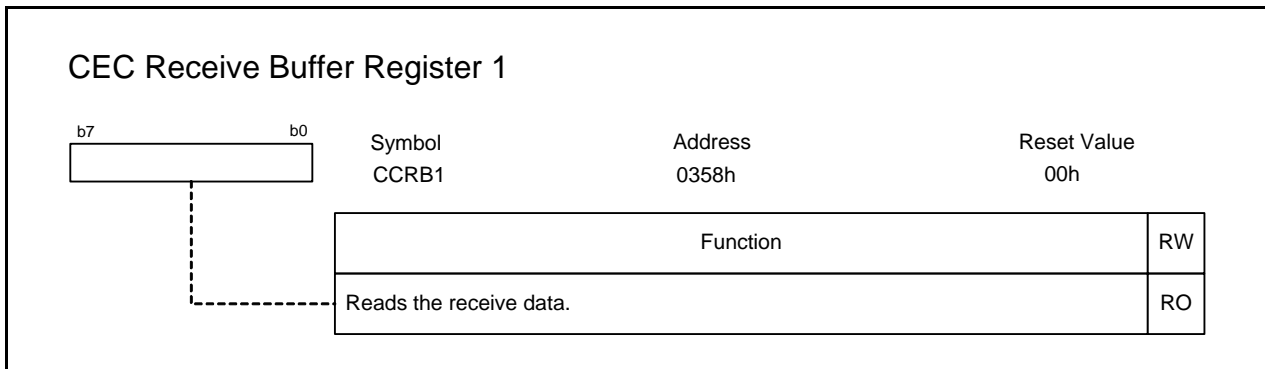 CEC Receive Buffer Register 1
b7 b0 Symbol Address Reset Value
CCRB1 0358h 00h
Function RW
Reads the receive data. RO